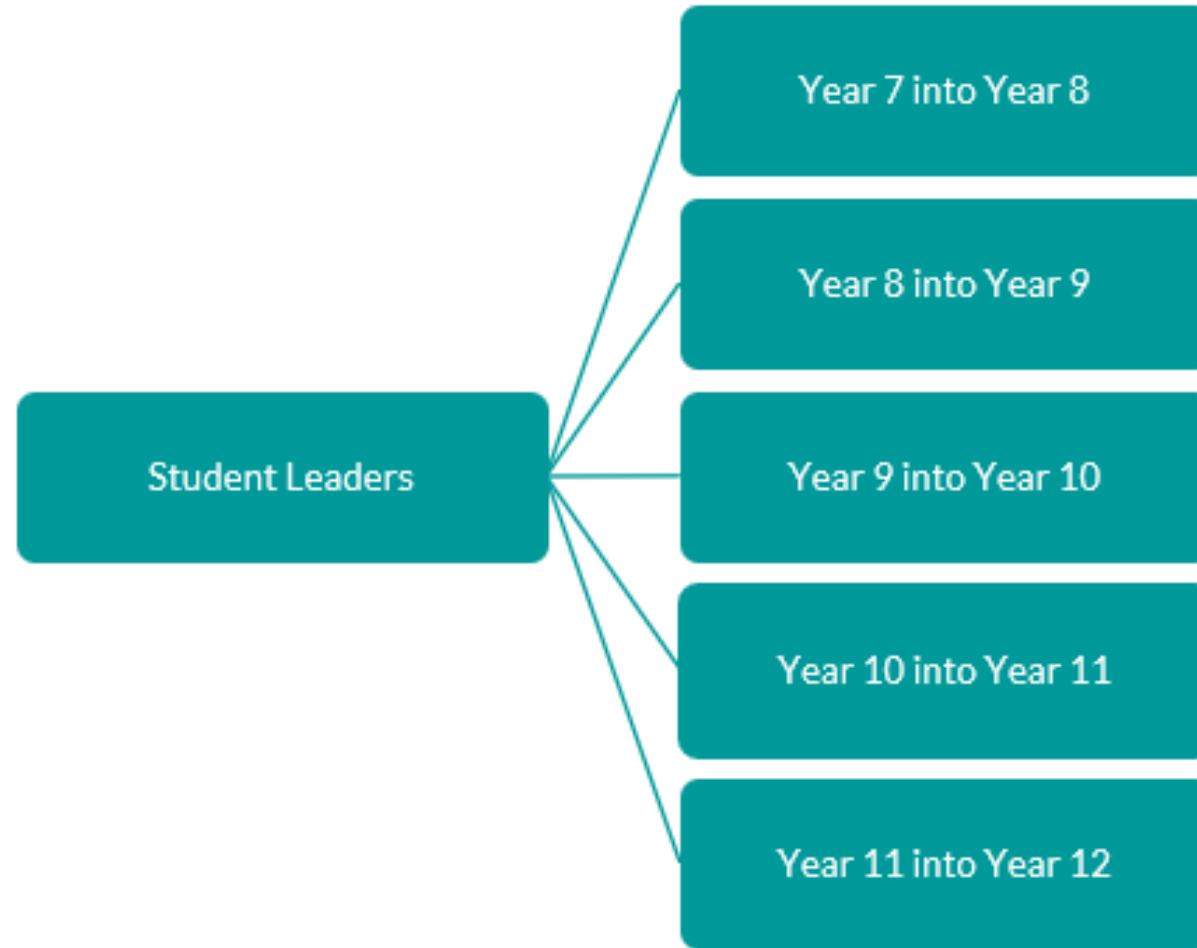 Year 7 into Year 8
Year 8 into Year 9
Student Leaders
Year 9 into Year 10
Year 10 into Year 11
Year 11 into Year 12